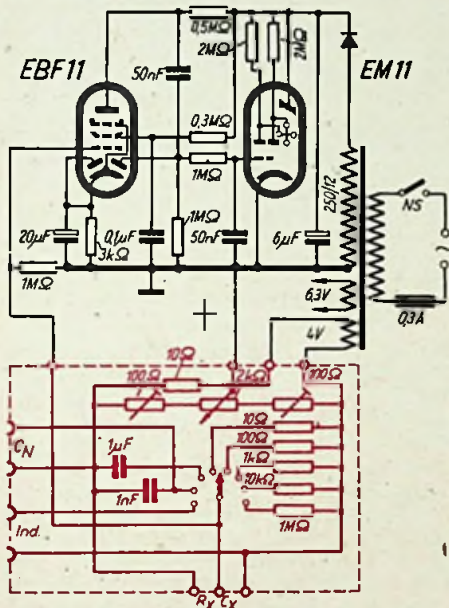 0,5MΩ
2MΩ
2MΩ
EBF11
50nF
EM11
0,3MΩ
1MΩ
250/12
NS
20μF
3kΩ
0,1μF
1MΩ
50nF
6μF
1MΩ
6,3V
4V
0,3A
~
10Ω
100Ω
2kΩ
100Ω
10Ω
CN
1μF
100Ω
1kΩ
1nF
10kΩ
Ind.
1MΩ
Rx Cx